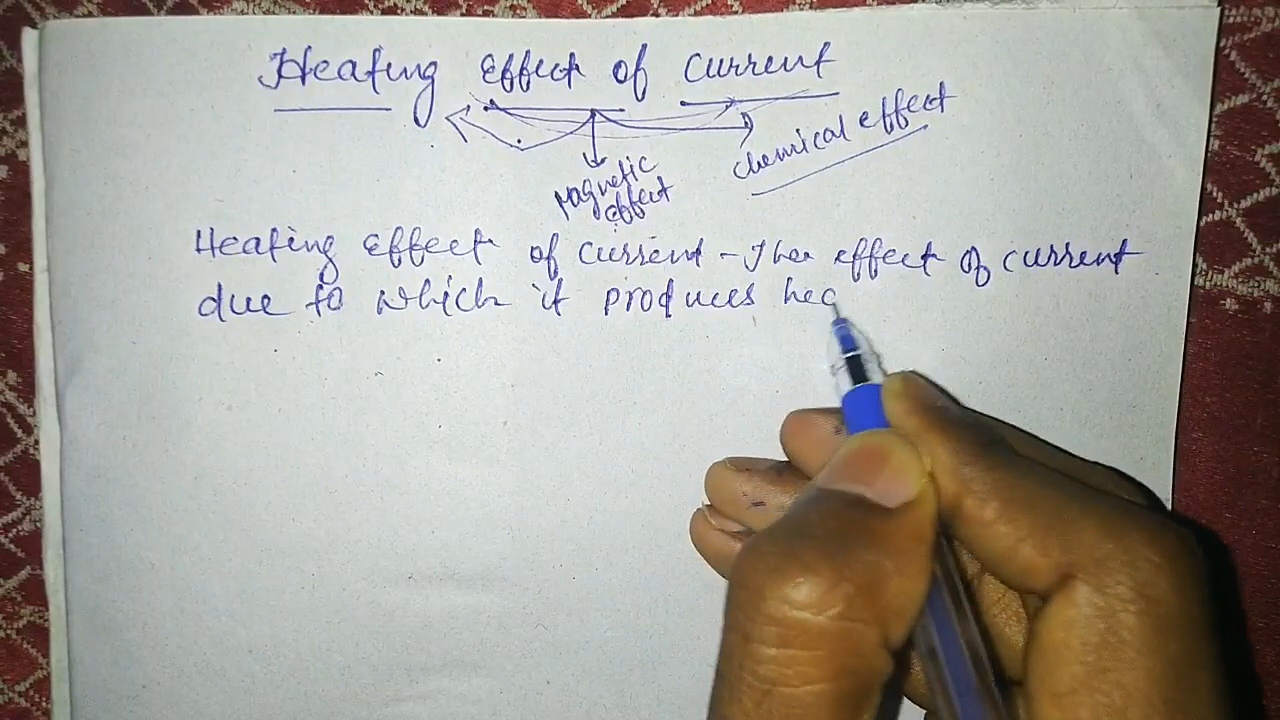 Heating Effect of Current
chemical effect
Magnetic
effect
Heating effect of current - The effect of current
due to which it produces hea